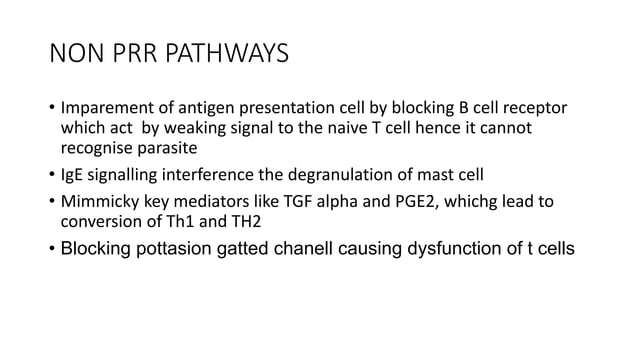 NON PRR PATHWAYS
• Imparement of antigen presentation cell by blocking B cell receptor
which act  by weaking signal to the naive T cell hence it cannot
recognise parasite
• IgE signalling interference the degranulation of mast cell
• Mimmicky key mediators like TGF alpha and PGE2, whichg lead to
conversion of Th1 and TH2
• Blocking pottasion gatted chanell causing dysfunction of t cells